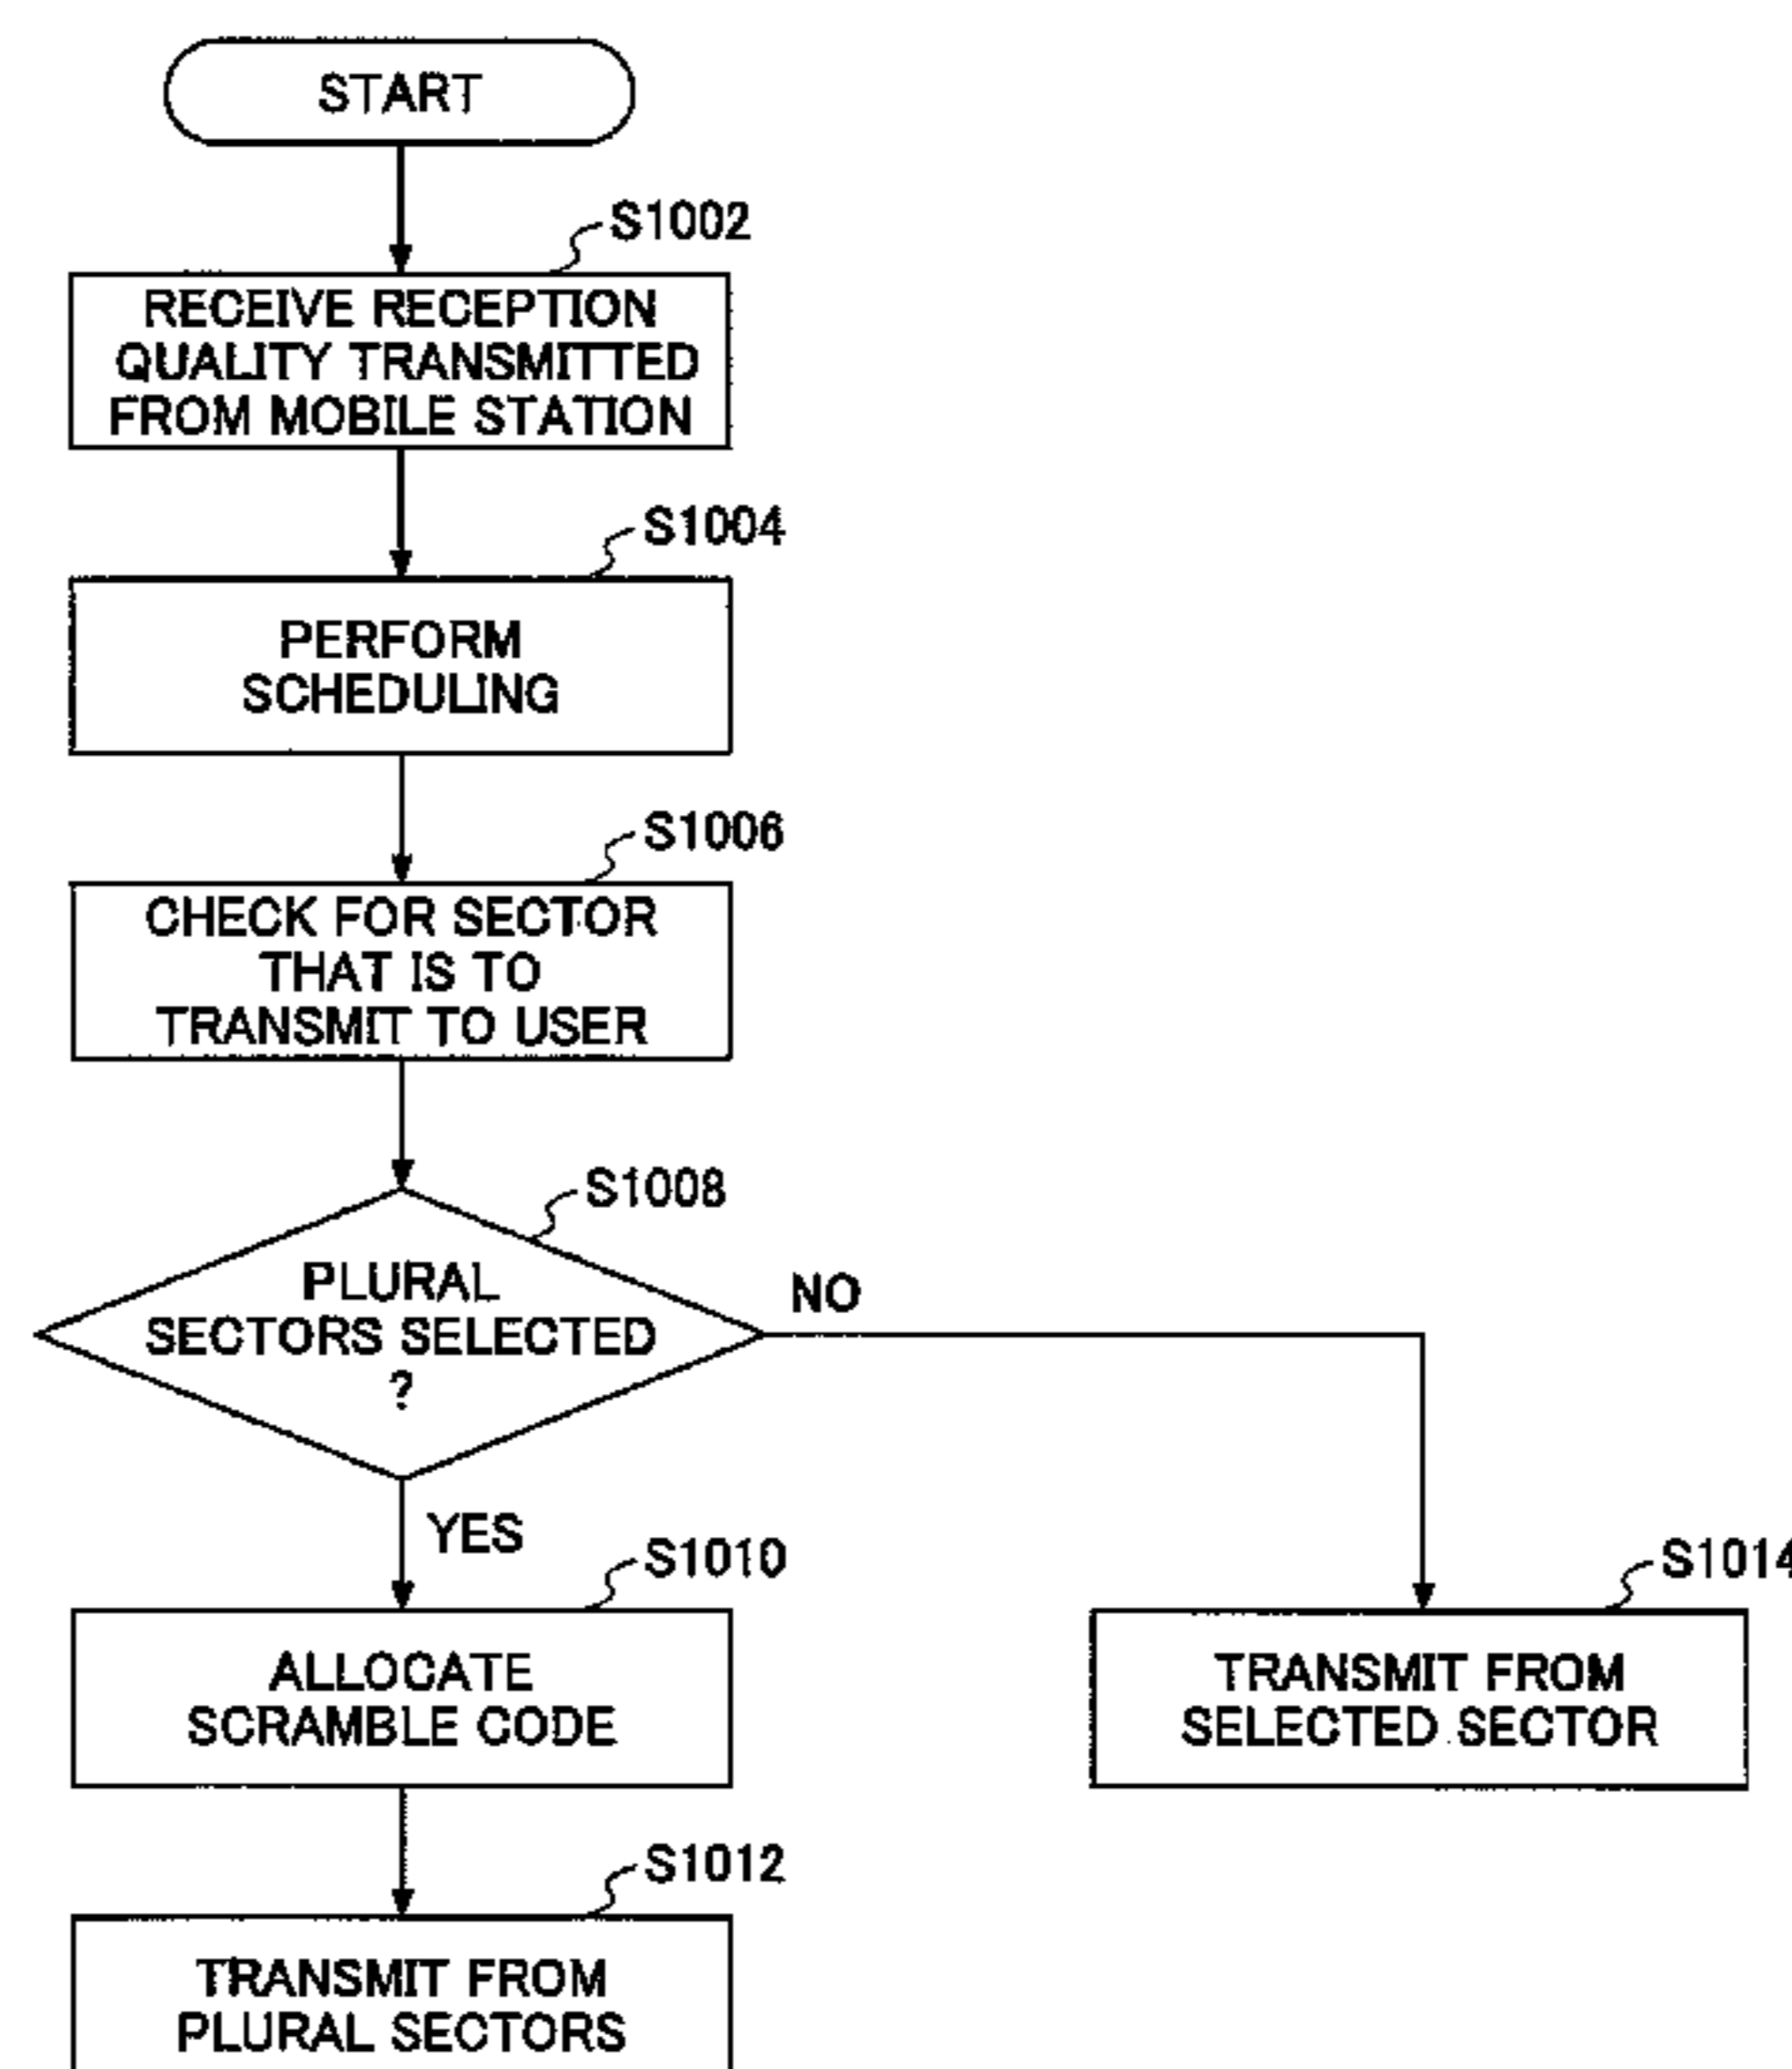 START
S1002
RECEIVE RECEPTION
QUALITY TRANSMITTED
FROM MOBILE STATION
S1004
PERFORM
SCHEDULING
S1006
CHECK FOR SECTOR
THAT IS TO
TRANSMIT TO USER
S1008
PLURAL
SECTORS SELECTED
?
NO
YES
S1010
ALLOCATE
SCRAMBLE CODE
S1014
TRANSMIT FROM
SELECTED SECTOR
S1012
TRANSMIT FROM
PLURAL SECTORS